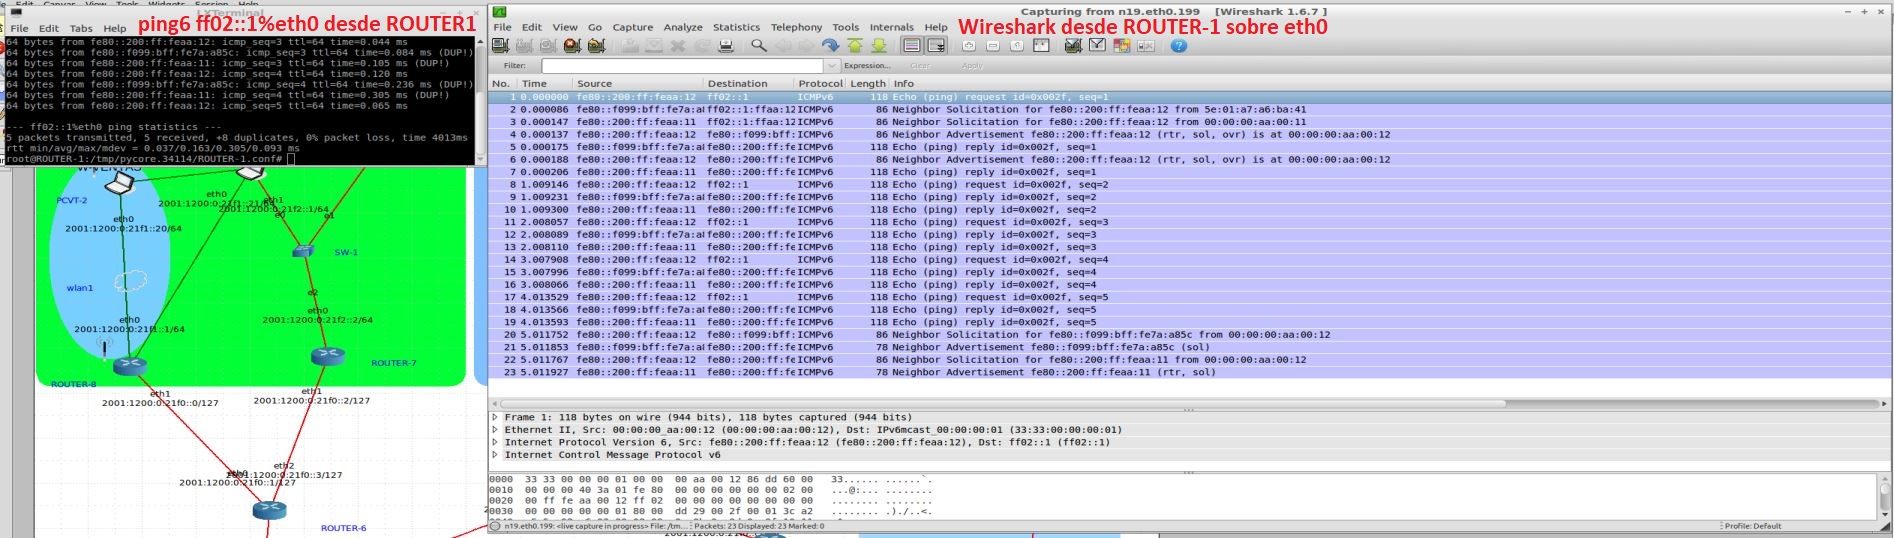 Edit Canvas View Tools Widgets Session Help
LXTerminal
ping6 ff02::1%eth0 desde ROUTER1
File Edit Tabs Help
64 bytes from fe80::200:ff:feaa:12: icmp_seq=3 ttl=64 time=0.044 ms
64 bytes from fe80::f099:bff:fe7a:a85c: icmp_seq=3 ttl=64 time=0.084 ms (DUP!)
64 bytes from fe80::200:ff:feaa:11: icmp_seq=3 ttl=64 time=0.105 ms (DUP!)
64 bytes from fe80::200:ff:feaa:12: icmp_seq=4 ttl=64 time=0.120 ms
64 bytes from fe80::f099:bff:fe7a:a85c: icmp_seq=4 ttl=64 time=0.236 ms (DUP!)
64 bytes from fe80::200:ff:feaa:11: icmp_seq=4 ttl=64 time=0.305 ms (DUP!)
64 bytes from fe80::200:ff:feaa:12: icmp_seq=5 ttl=64 time=0.065 ms
--- ff02::1%eth0 ping statistics ---
5 packets transmitted, 5 received, +8 duplicates, 0% packet loss, time 4013ms
rtt min/avg/max/mdev = 0.037/0.163/0.305/0.093 ms
root@ROUTER-1:/tmp/pycore.34114/ROUTER-1.conf#
W-VENTAS
PCVT-2
eth0
2001:1200:0:21f1::20/64
eth0
2001:1200:0:21f1::21/64
eth1
2001:1200:0:21f2::1/64
e0
e1
SW-1
wlan1
e2
eth0
2001:1200:0:21f2::2/64
eth0
2001:1200:0:21f1::1/64
ROUTER-7
ROUTER-8
eth1
2001:1200:0:21f0::0/127
eth1
2001:1200:0:21f0::2/127
eth2
2001:1200:0:21f0::3/127
eth0
2001:1200:0:21f0::1/127
ROUTER-6
Capturing from n19.eth0.199 [Wireshark 1.6.7 ]
File Edit View Go Capture Analyze Statistics Telephony Tools Internals Help
Wireshark desde ROUTER-1 sobre eth0
Filter: Expression... Clear Apply
No. Time Source Destination Protocol Length Info
1 0.000000 fe80::200:ff:feaa:12 ff02::1 ICMPv6 118 Echo (ping) request id=0x002f, seq=1
2 0.000086 fe80::f099:bff:fe7a:a ff02::1:ffaa:12 ICMPv6 86 Neighbor Solicitation for fe80::200:ff:feaa:12 from 5e:01:a7:a6:ba:41
3 0.000147 fe80::200:ff:feaa:11 ff02::1:ffaa:12 ICMPv6 86 Neighbor Solicitation for fe80::200:ff:feaa:12 from 00:00:00:aa:00:11
4 0.000137 fe80::200:ff:feaa:12 fe80::f099:bff: ICMPv6 86 Neighbor Advertisement fe80::200:ff:feaa:12 (rtr, sol, ovr) is at 00:00:00:aa:00:12
5 0.000175 fe80::f099:bff:fe7a:a fe80::200:ff:fe ICMPv6 118 Echo (ping) reply id=0x002f, seq=1
6 0.000188 fe80::200:ff:feaa:12 fe80::200:ff:fe ICMPv6 86 Neighbor Advertisement fe80::200:ff:feaa:12 (rtr, sol, ovr) is at 00:00:00:aa:00:12
7 0.000206 fe80::200:ff:feaa:11 fe80::200:ff:fe ICMPv6 118 Echo (ping) reply id=0x002f, seq=1
8 1.009146 fe80::200:ff:feaa:12 ff02::1 ICMPv6 118 Echo (ping) request id=0x002f, seq=2
9 1.009231 fe80::f099:bff:fe7a:a fe80::200:ff:fe ICMPv6 118 Echo (ping) reply id=0x002f, seq=2
10 1.009300 fe80::200:ff:feaa:11 fe80::200:ff:fe ICMPv6 118 Echo (ping) reply id=0x002f, seq=2
11 2.008057 fe80::200:ff:feaa:12 ff02::1 ICMPv6 118 Echo (ping) request id=0x002f, seq=3
12 2.008089 fe80::f099:bff:fe7a:a fe80::200:ff:fe ICMPv6 118 Echo (ping) reply id=0x002f, seq=3
13 2.008110 fe80::200:ff:feaa:11 fe80::200:ff:fe ICMPv6 118 Echo (ping) reply id=0x002f, seq=3
14 3.007908 fe80::200:ff:feaa:12 ff02::1 ICMPv6 118 Echo (ping) request id=0x002f, seq=4
15 3.007996 fe80::f099:bff:fe7a:a fe80::200:ff:fe ICMPv6 118 Echo (ping) reply id=0x002f, seq=4
16 3.008066 fe80::200:ff:feaa:11 fe80::200:ff:fe ICMPv6 118 Echo (ping) reply id=0x002f, seq=4
17 4.013529 fe80::200:ff:feaa:12 ff02::1 ICMPv6 118 Echo (ping) request id=0x002f, seq=5
18 4.013566 fe80::f099:bff:fe7a:a fe80::200:ff:fe ICMPv6 118 Echo (ping) reply id=0x002f, seq=5
19 4.013593 fe80::200:ff:feaa:11 fe80::200:ff:fe ICMPv6 118 Echo (ping) reply id=0x002f, seq=5
20 5.011752 fe80::200:ff:feaa:12 fe80::f099:bff: ICMPv6 86 Neighbor Solicitation for fe80::f099:bff:fe7a:a85c from 00:00:00:aa:00:12
21 5.011853 fe80::f099:bff:fe7a:a fe80::200:ff:fe ICMPv6 78 Neighbor Advertisement fe80::f099:bff:fe7a:a85c (sol)
22 5.011767 fe80::200:ff:feaa:12 fe80::200:ff:fe ICMPv6 86 Neighbor Solicitation for fe80::200:ff:feaa:11 from 00:00:00:aa:00:12
23 5.011927 fe80::200:ff:feaa:11 fe80::200:ff:fe ICMPv6 78 Neighbor Advertisement fe80::200:ff:feaa:11 (rtr, sol)
Frame 1: 118 bytes on wire (944 bits), 118 bytes captured (944 bits)
Ethernet II, Src: 00:00:00_aa:00:12 (00:00:00:aa:00:12), Dst: IPv6mcast_00:00:00:01 (33:33:00:00:00:01)
Internet Protocol Version 6, Src: fe80::200:ff:feaa:12 (fe80::200:ff:feaa:12), Dst: ff02::1 (ff02::1)
Internet Control Message Protocol v6
0000 33 33 00 00 00 01 00 00 00 aa 00 12 86 dd 60 00 33...... ......`.
0010 00 00 00 40 3a 01 fe 80 00 00 00 00 00 00 02 00 ...@:... ........
0020 00 ff fe aa 00 12 ff 02 00 00 00 00 00 00 00 00 ........ ........
0030 00 00 00 00 00 01 80 00 dd 29 00 2f 00 01 3c a2 ........ .)./..<.
n19.eth0.199: <live capture in progress> File: /tm... Packets: 23 Displayed: 23 Marked: 0 Profile: Default